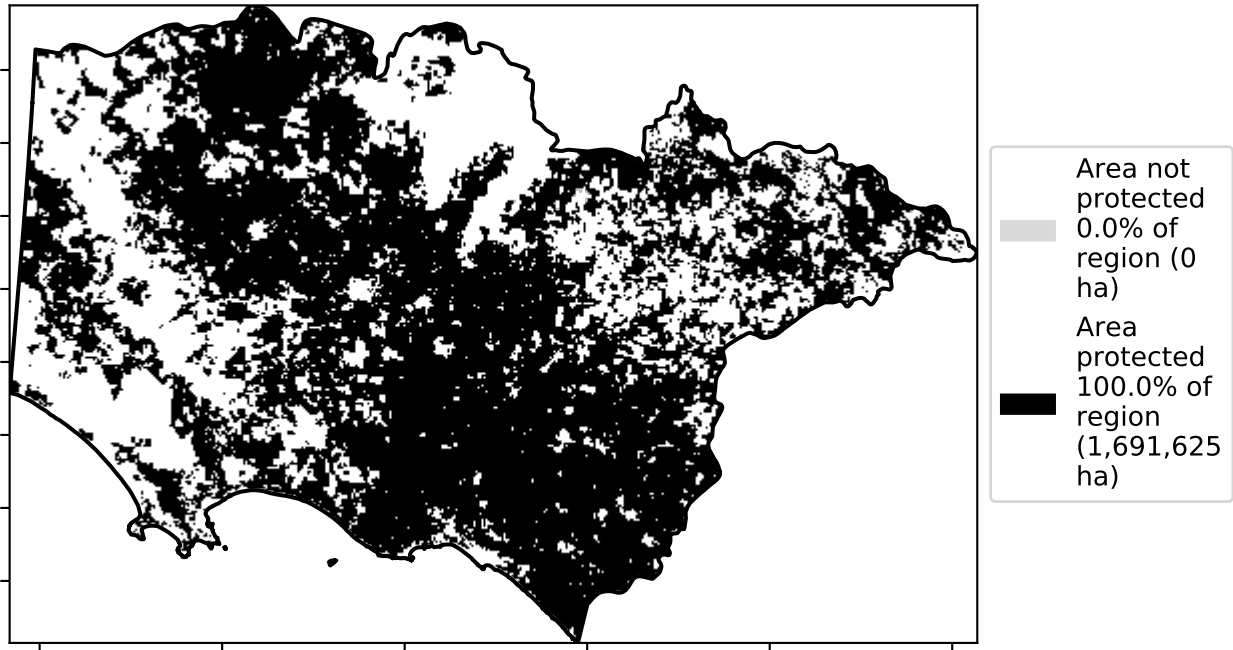 Area not
protected
0.0% of
region (0
ha)
Area
protected
100.0% of
region
(1,691,625
ha)